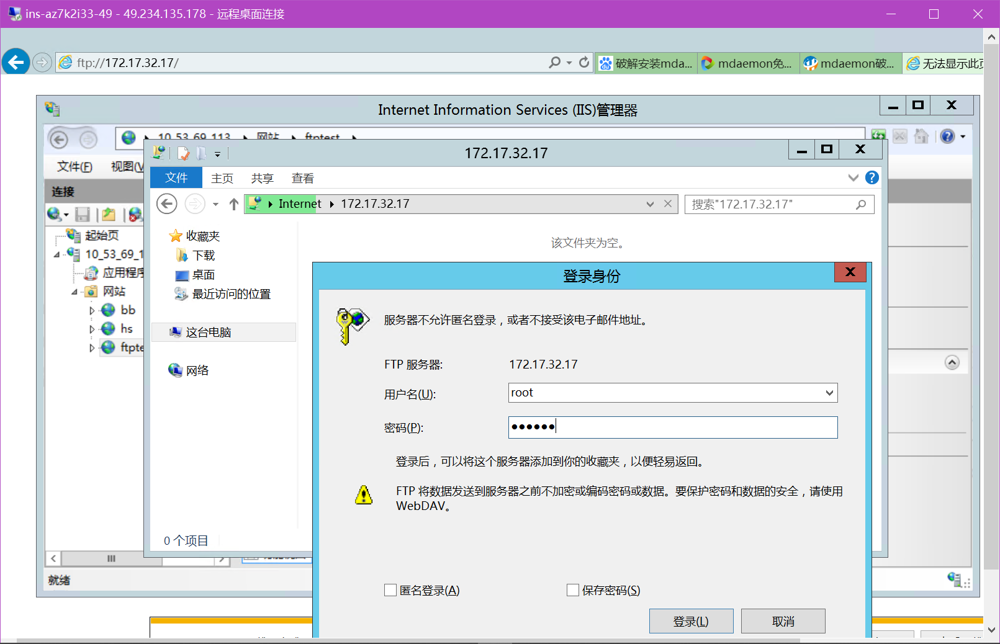 ins-az7k2i33-49 - 49.234.135.178 - 远程桌面连接
ftp://172.17.32.17/
破解安装mda...
mdaemon免...
mdaemon破...
无法显示此页
Internet Information Services (IIS)管理器
10_53_69_113
网站
ftptest
文件(F)
视图(V
172.17.32.17
文件
主页
共享
查看
连接
Internet
172.17.32.17
搜索"172.17.32.17"
起始页
10_53_69_1
应用程序
网站
bb
hs
ftpte
收藏夹
下载
桌面
最近访问的位置
这台电脑
网络
该文件夹为空。
登录身份
服务器不允许匿名登录，或者不接受该电子邮件地址。
FTP 服务器:
172.17.32.17
用户名(U):
root
密码(P):
●●●●●●
登录后，可以将这个服务器添加到你的收藏夹，以便轻易返回。
FTP 将数据发送到服务器之前不加密或编码密码或数据。要保护密码和数据的安全，请使用
WebDAV。
0 个项目
匿名登录(A)
保存密码(S)
就绪
登录(L)
取消